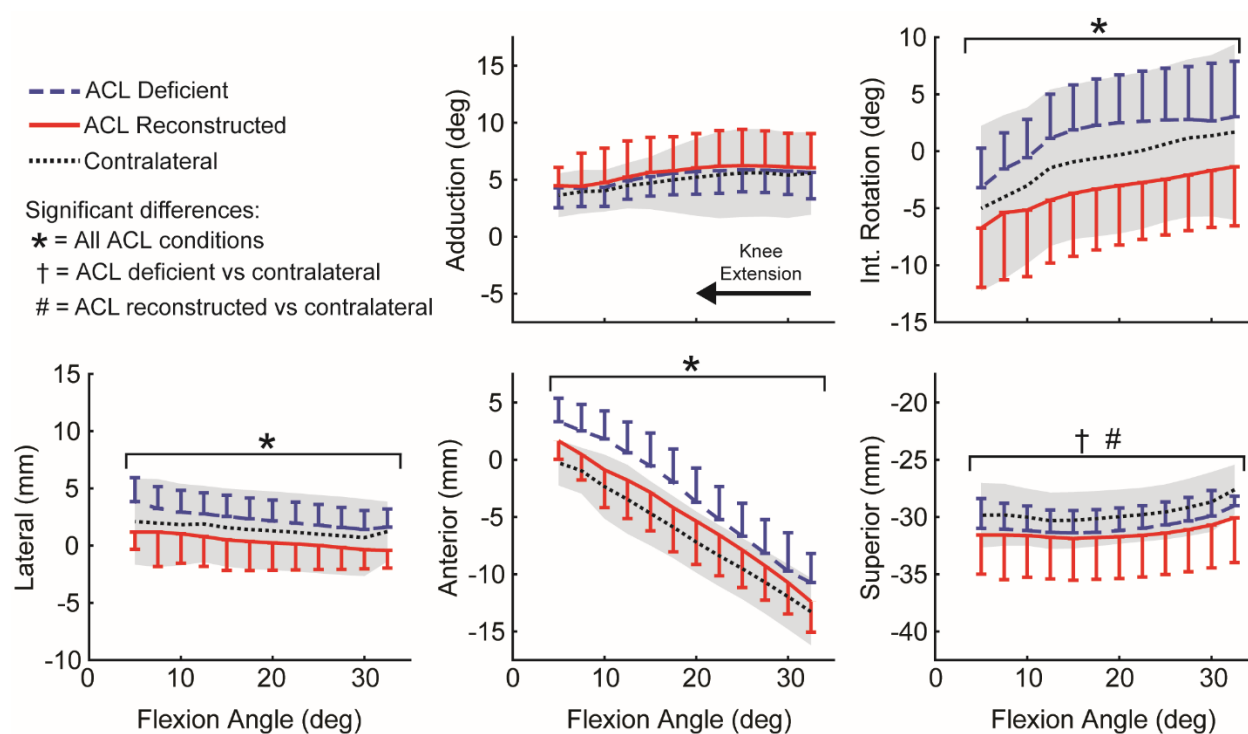 ACL Deficient
ACL Reconstructed
Contralateral
Significant differences:
* = All ACL conditions
† = ACL deficient vs contralateral
# = ACL reconstructed vs contralateral
15
10
5
0
-5
Adduction (deg)
Knee
Extension
*
10
5
0
-5
-10
-15
Int. Rotation (deg)
15
10
5
0
-5
-10
Lateral (mm)
*
0
10
20
30
Flexion Angle (deg)
5
0
-5
-10
-15
Anterior (mm)
*
0
10
20
30
Flexion Angle (deg)
-20
-25
-30
-35
-40
Superior (mm)
† #
0
10
20
30
Flexion Angle (deg)